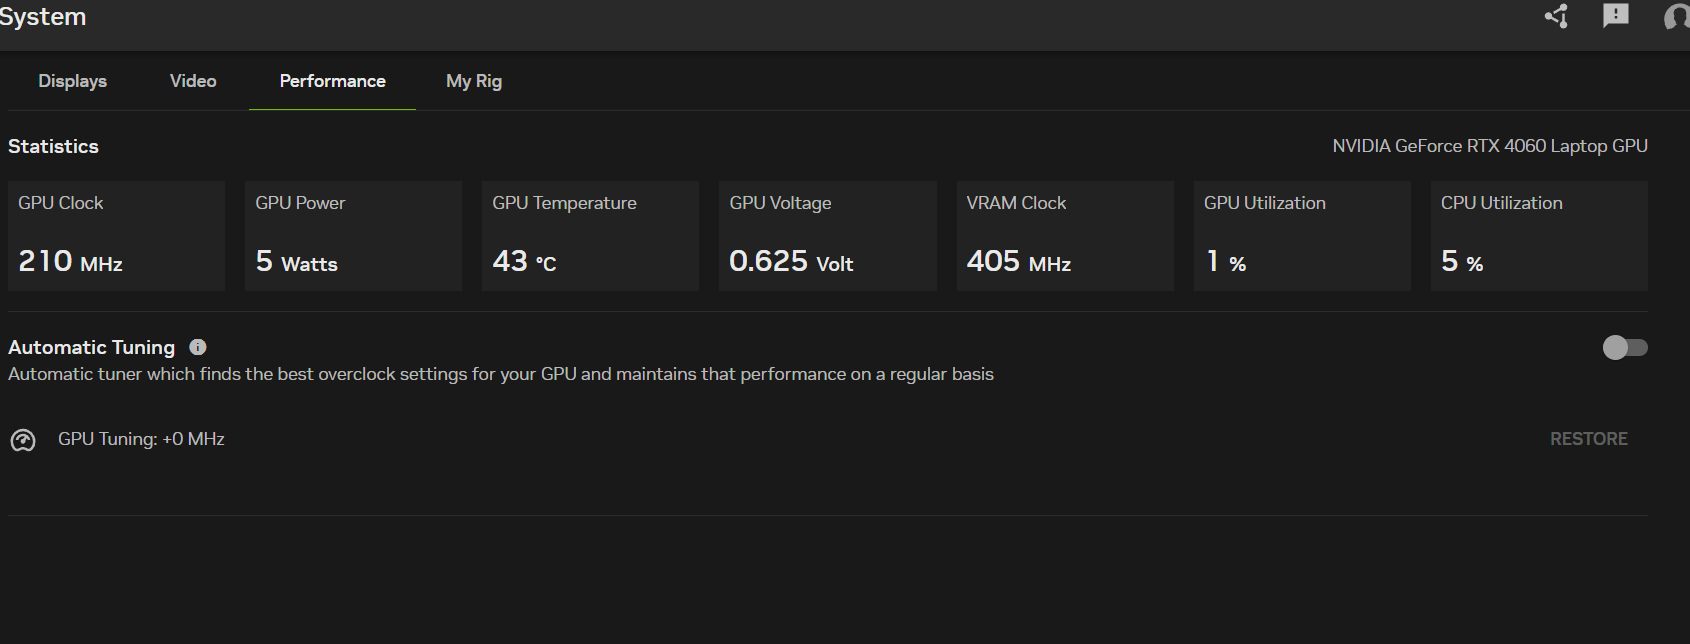 System
Displays Video Performance My Rig
Statistics NVIDIA GeForce RTX 4060 Laptop GPU
GPU Clock GPU Power GPU Temperature GPU Voltage VRAM Clock GPU Utilization CPU Utilization
210 MHz 5 Watts 43 °C 0.625 Volt 405 MHz 1 % 5 %
Automatic Tuning
Automatic tuner which finds the best overclock settings for your GPU and maintains that performance on a regular basis
GPU Tuning: +0 MHz RESTORE